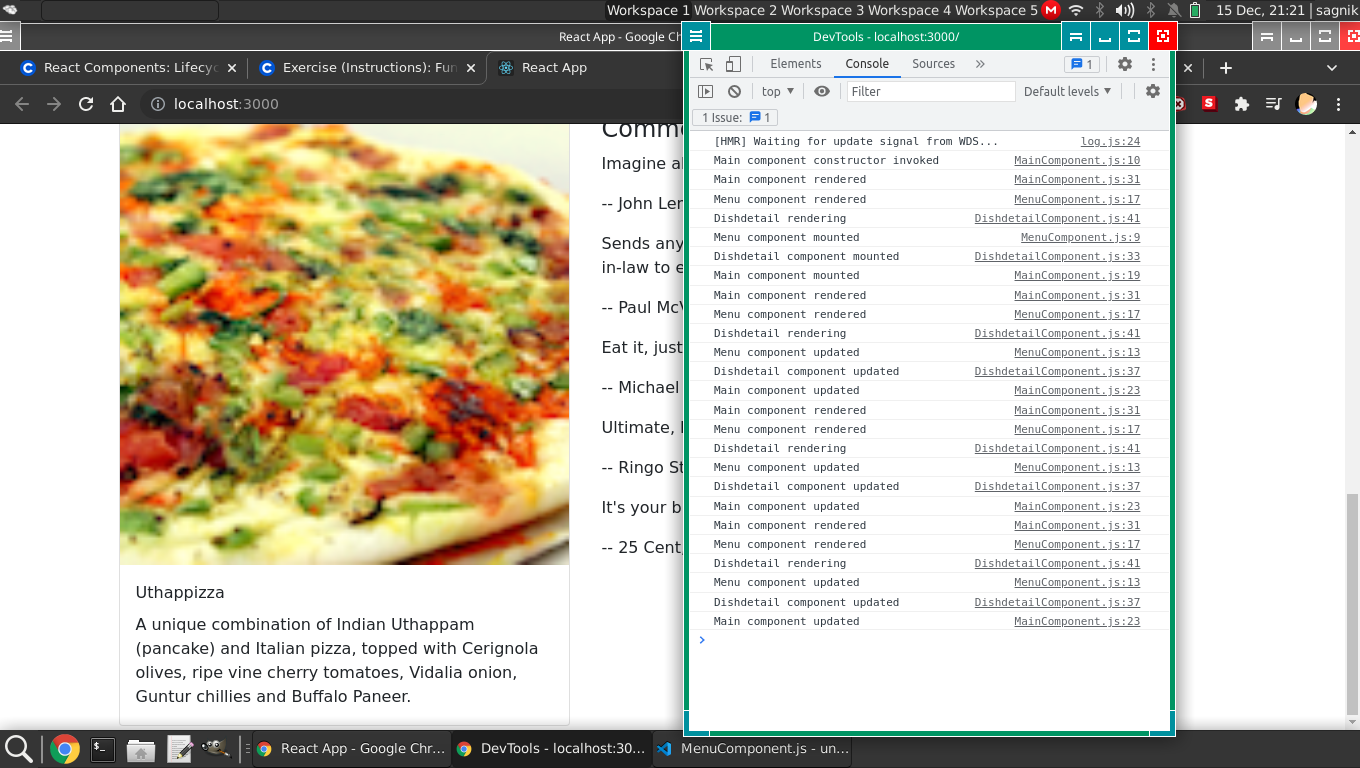 Workspace 1 Workspace 2 Workspace 3 Workspace 4 Workspace 5 M 15 Dec, 21:21 | sagnik
React App - Google Ch
DevTools - localhost:3000/
React Components: Lifecyc
Exercise (Instructions): Fun
React App
localhost:3000
S
Elements Console Sources 1
top Filter Default levels
1 Issue: 1
[HMR] Waiting for update signal from WDS... log.js:24
Main component constructor invoked MainComponent.js:10
Main component rendered MainComponent.js:31
Menu component rendered MenuComponent.js:17
Dishdetail rendering DishdetailComponent.js:41
Menu component mounted MenuComponent.js:9
Dishdetail component mounted DishdetailComponent.js:33
Main component mounted MainComponent.js:19
Main component rendered MainComponent.js:31
Menu component rendered MenuComponent.js:17
Dishdetail rendering DishdetailComponent.js:41
Menu component updated MenuComponent.js:13
Dishdetail component updated DishdetailComponent.js:37
Main component updated MainComponent.js:23
Main component rendered MainComponent.js:31
Menu component rendered MenuComponent.js:17
Dishdetail rendering DishdetailComponent.js:41
Menu component updated MenuComponent.js:13
Dishdetail component updated DishdetailComponent.js:37
Main component updated MainComponent.js:23
Main component rendered MainComponent.js:31
Menu component rendered MenuComponent.js:17
Dishdetail rendering DishdetailComponent.js:41
Menu component updated MenuComponent.js:13
Dishdetail component updated DishdetailComponent.js:37
Main component updated MainComponent.js:23
Comme
Imagine al
-- John Len
Sends any
in-law to e
-- Paul McV
Eat it, just
-- Michael
Ultimate,
-- Ringo St
It's your b
-- 25 Cent,
Uthappizza
A unique combination of Indian Uthappam
(pancake) and Italian pizza, topped with Cerignola
olives, ripe vine cherry tomatoes, Vidalia onion,
Guntur chillies and Buffalo Paneer.
React App - Google Chr...
DevTools - localhost:30...
MenuComponent.js - un...